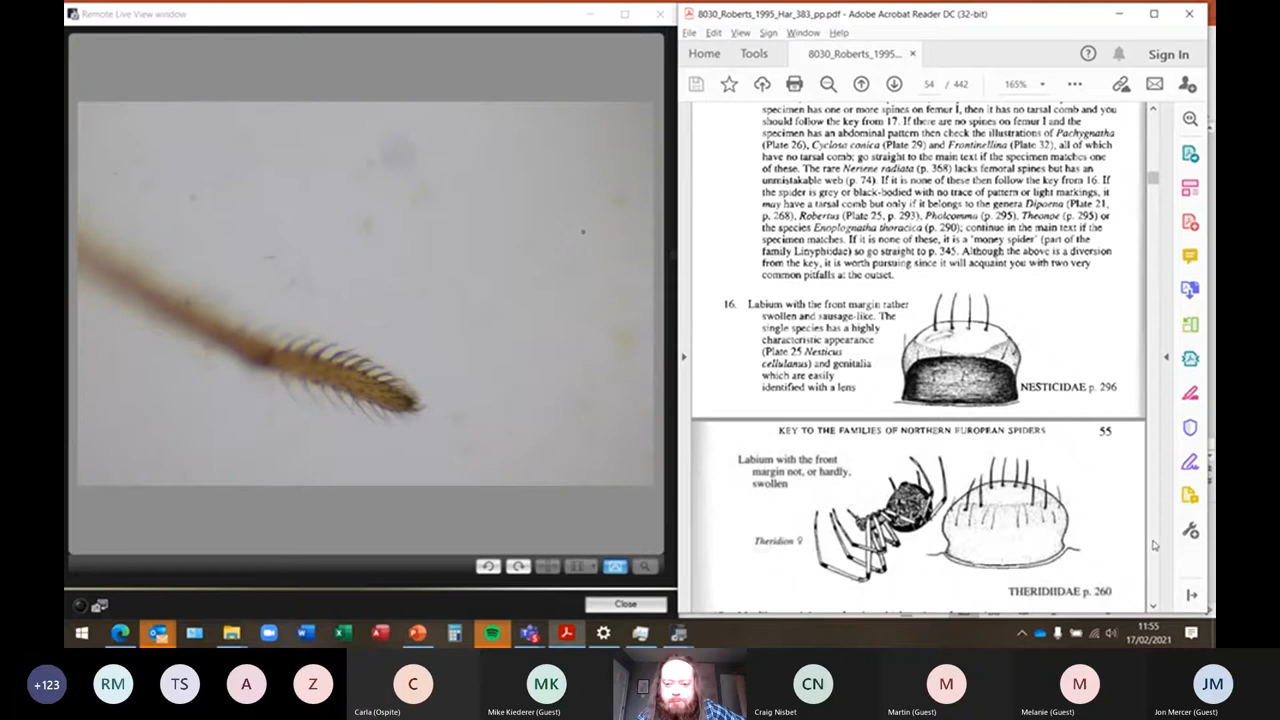 Remote Live View window
8030_Roberts_1995_Har_383_pp.pdf - Adobe Acrobat Reader DC (32-bit)
File Edit View Sign Window Help
Home Tools 8030_Roberts_1995... × Sign In
54 / 442 165%
specimen has one or more spines on femur I, then it has no tarsal comb and you
should follow the key from 17. If there are no spines on femur I and the
specimen has an abdominal pattern then check the illustrations of Pachygnatha
(Plate 26), Cyclosa conica (Plate 29) and Frontinellina (Plate 32), all of which
have no tarsal comb; go straight to the main text if the specimen matches one
of these. The rare Neriene radiata (p. 368) lacks femoral spines but has an
unmistakable web (p. 74). If it is none of these then follow the key from 16. If
the spider is grey or black-bodied with no trace of pattern or light markings, it
may have a tarsal comb but only if it belongs to the genera Dipoena (Plate 21,
p. 268), Robertus (Plate 25, p. 293), Pholcomma (p. 295), Theonoe (p. 295) or
the species Enoplognatha thoracica (p. 290); continue in the main text if the
specimen matches. If it is none of these, it is a 'money spider' (part of the
family Linyphiidae) so go straight to p. 345. Although the above is a diversion
from the key, it is worth pursuing since it will acquaint you with two very
common pitfalls at the outset.
16. Labium with the front margin rather
swollen and sausage-like. The
single species has a highly
characteristic appearance
(Plate 25 Nesticus
cellulanus) and genitalia
which are easily
identified with a lens
NESTICIDAE p. 296
KEY TO THE FAMILIES OF NORTHERN EUROPEAN SPIDERS 55
Labium with the front
margin not, or hardly,
swollen
Theridion ♀
THERIDIIDAE p. 260
Close
11:55
17/02/2021
+123 RM TS A Z C MK CN M M JM
Carla (Ospite) Mike Kiederer (Guest) Craig Nisbet Martin (Guest) Melanie (Guest) Jon Mercer (Guest)